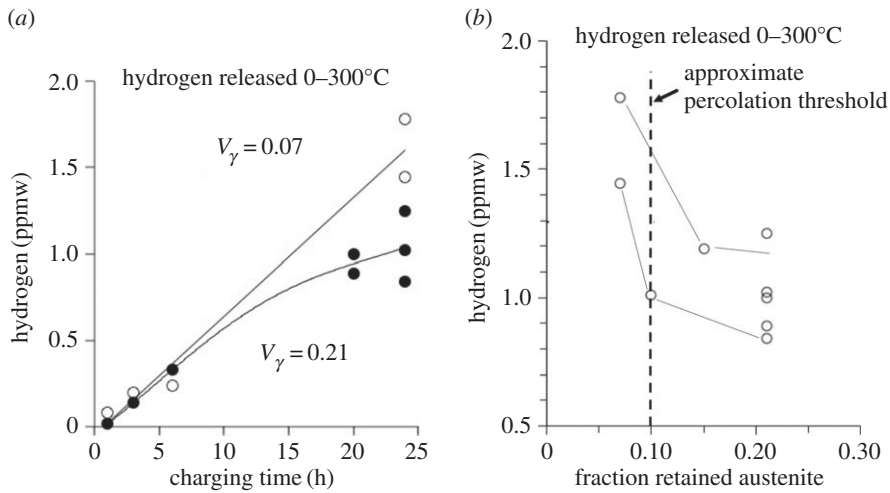 (a)
hydrogen released 0–300°C
2.0
1.5
1.0
0.5
0
hydrogen (ppmw)
Vγ = 0.07
Vγ = 0.21
0 5 10 15 20 25
charging time (h)
(b)
hydrogen released 0–300°C
2.0
1.5
1.0
0.5
hydrogen (ppmw)
approximate
percolation threshold
0 0.10 0.20 0.30
fraction retained austenite